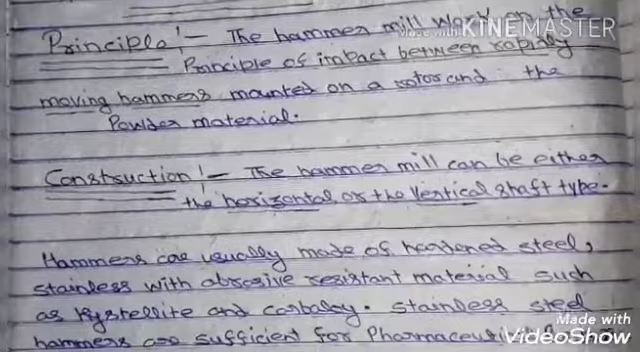 Principle:- The hammer mill work on the
Principle of impact between rapidly
moving hammers mounted on a rotor and the
Powder material.
Construction:- The hammer mill can be either
the horizontal or the vertical shaft type.
Hammers are usually made of hardened steel,
stainless with abrasive resistant material such
as and carbaloy. Stainless steel
hammers are sufficient for
Made with
KINEMASTER
Made with
VideoShow